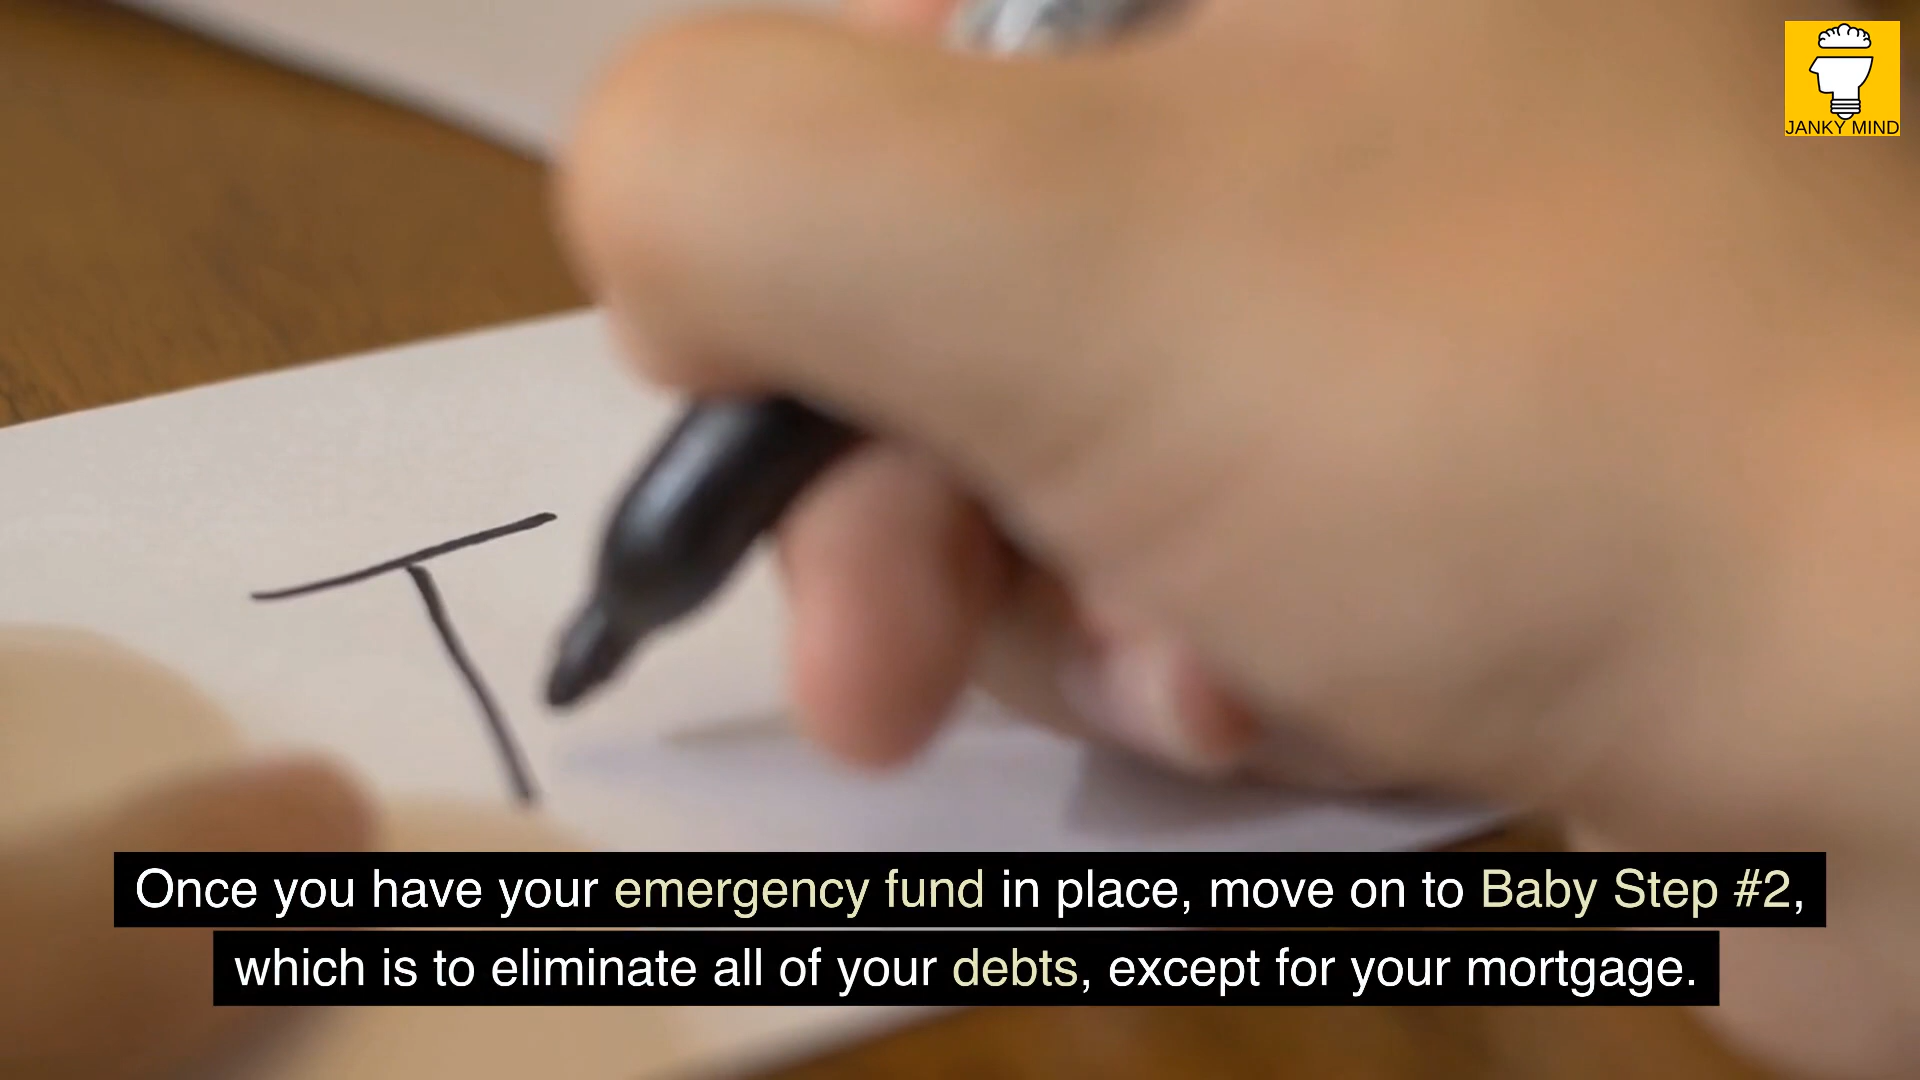 JANKY MIND
T
Once you have your emergency fund in place, move on to Baby Step #2,
which is to eliminate all of your debts, except for your mortgage.